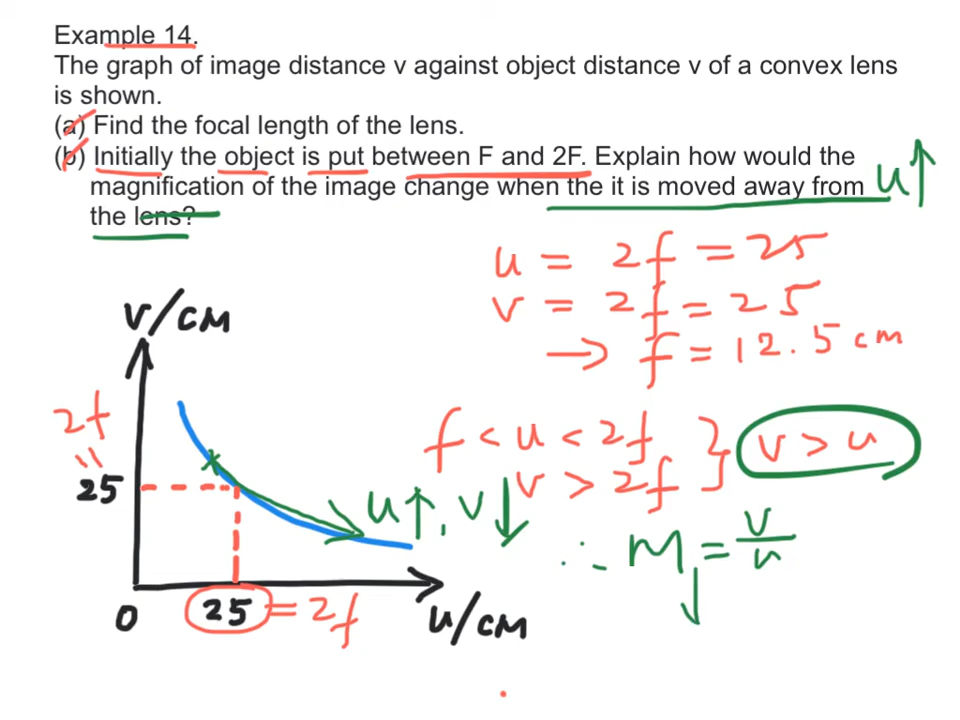 Example 14.
The graph of image distance v against object distance v of a convex lens
is shown.
(a) Find the focal length of the lens.
(b) Initially the object is put between F and 2F. Explain how would the
magnification of the image change when the it is moved away from u↑
the lens?
u = 2f = 25
v = 2f = 25
→ f = 12.5 cm
v/cm
2f
=
25
f < u < 2f } v > u
v > 2f
u↑, v↓
∴ m↓ = v/u
0
25 = 2f
u/cm